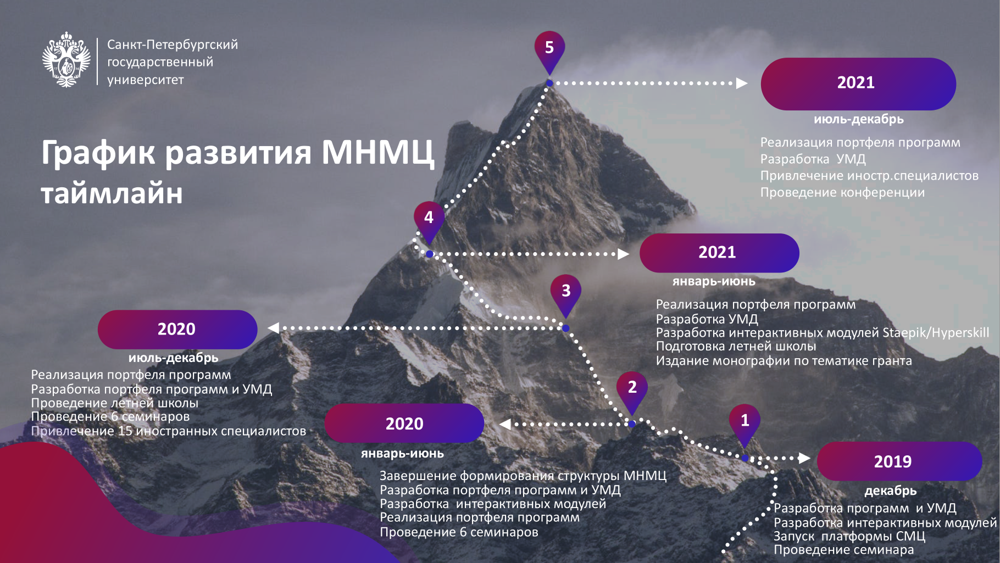 Санкт-Петербургский
государственный
университет
График развития МНМЦ
таймлайн
5
2021
июль-декабрь
Реализация портфеля программ
Разработка УМД
Привлечение иностр.специалистов
Проведение конференции
4
2021
январь-июнь
Реализация портфеля программ
Разработка УМД
Разработка интерактивных модулей Staepik/Hyperskill
Подготовка летней школы
Издание монографии по тематике гранта
3
2020
июль-декабрь
Реализация портфеля программ
Разработка портфеля программ и УМД
Проведение летней школы
Проведение 6 семинаров
Привлечение 15 иностранных специалистов
2
2020
январь-июнь
Завершение формирования структуры МНМЦ
Разработка портфеля программ и УМД
Разработка интерактивных модулей
Реализация портфеля программ
Проведение 6 семинаров
1
2019
декабрь
Разработка программ и УМД
Разработка интерактивных модулей
Запуск платформы СМЦ
Проведение семинара